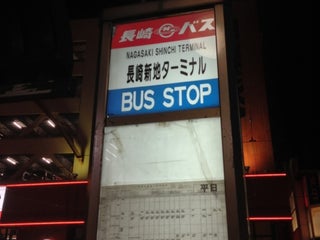 長崎 バス
NAGASAKI SHINCHI TERMINAL
長崎新地ターミナル
BUS STOP
平日